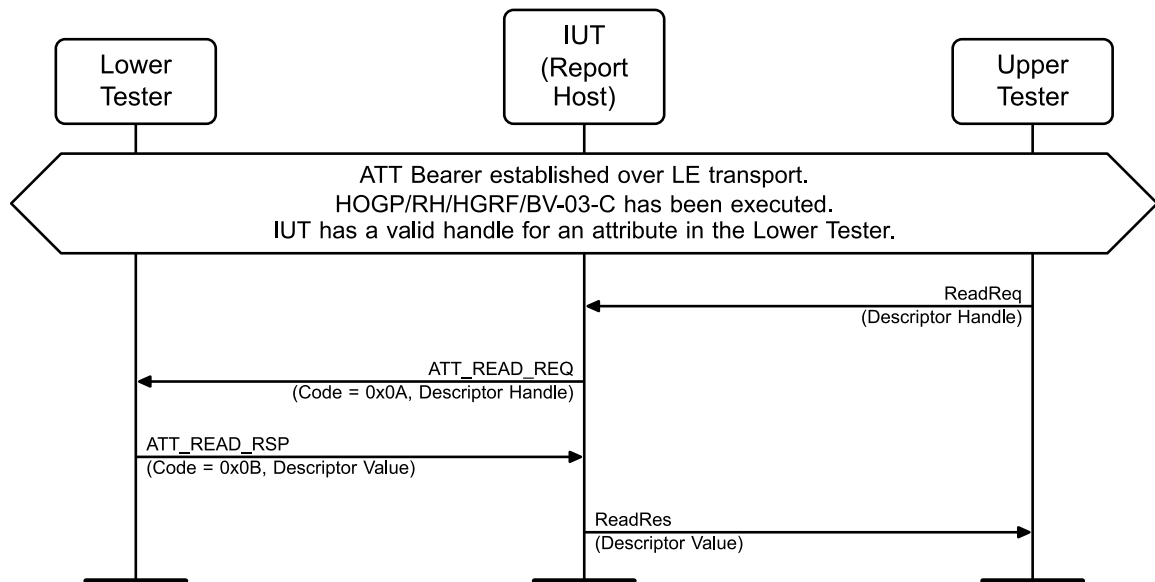 Lower
Tester
IUT
(Report
Host)
Upper
Tester
ATT Bearer established over LE transport.
HOGP/RH/HGRF/BV-03-C has been executed.
IUT has a valid handle for an attribute in the Lower Tester.
ReadReq
(Descriptor Handle)
ATT_READ_REQ
(Code = 0x0A, Descriptor Handle)
ATT_READ_RSP
(Code = 0x0B, Descriptor Value)
ReadRes
(Descriptor Value)